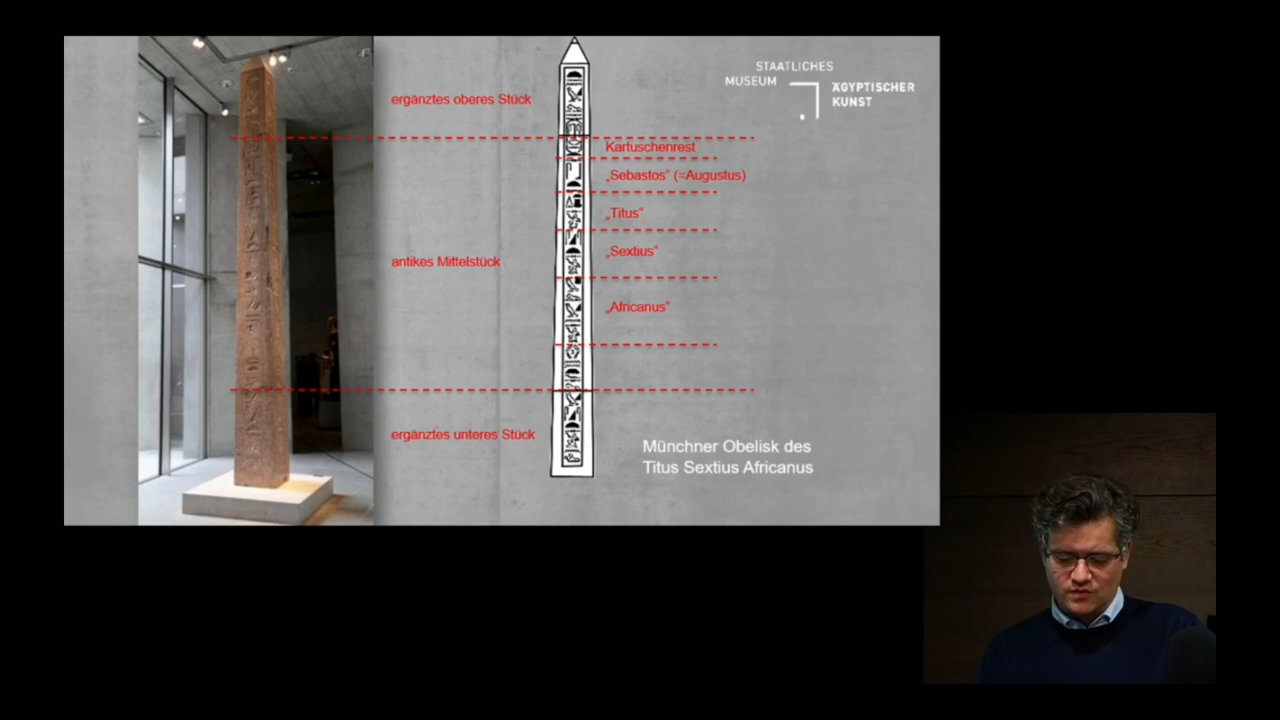 STAATLICHES
MUSEUM ÄGYPTISCHER
KUNST
ergänztes oberes Stück
Kartuschenrest
„Sebastos“ (=Augustus)
„Titus“
„Sextius“
antikes Mittelstück
„Africanus“
ergänztes unteres Stück
Münchner Obelisk des
Titus Sextius Africanus